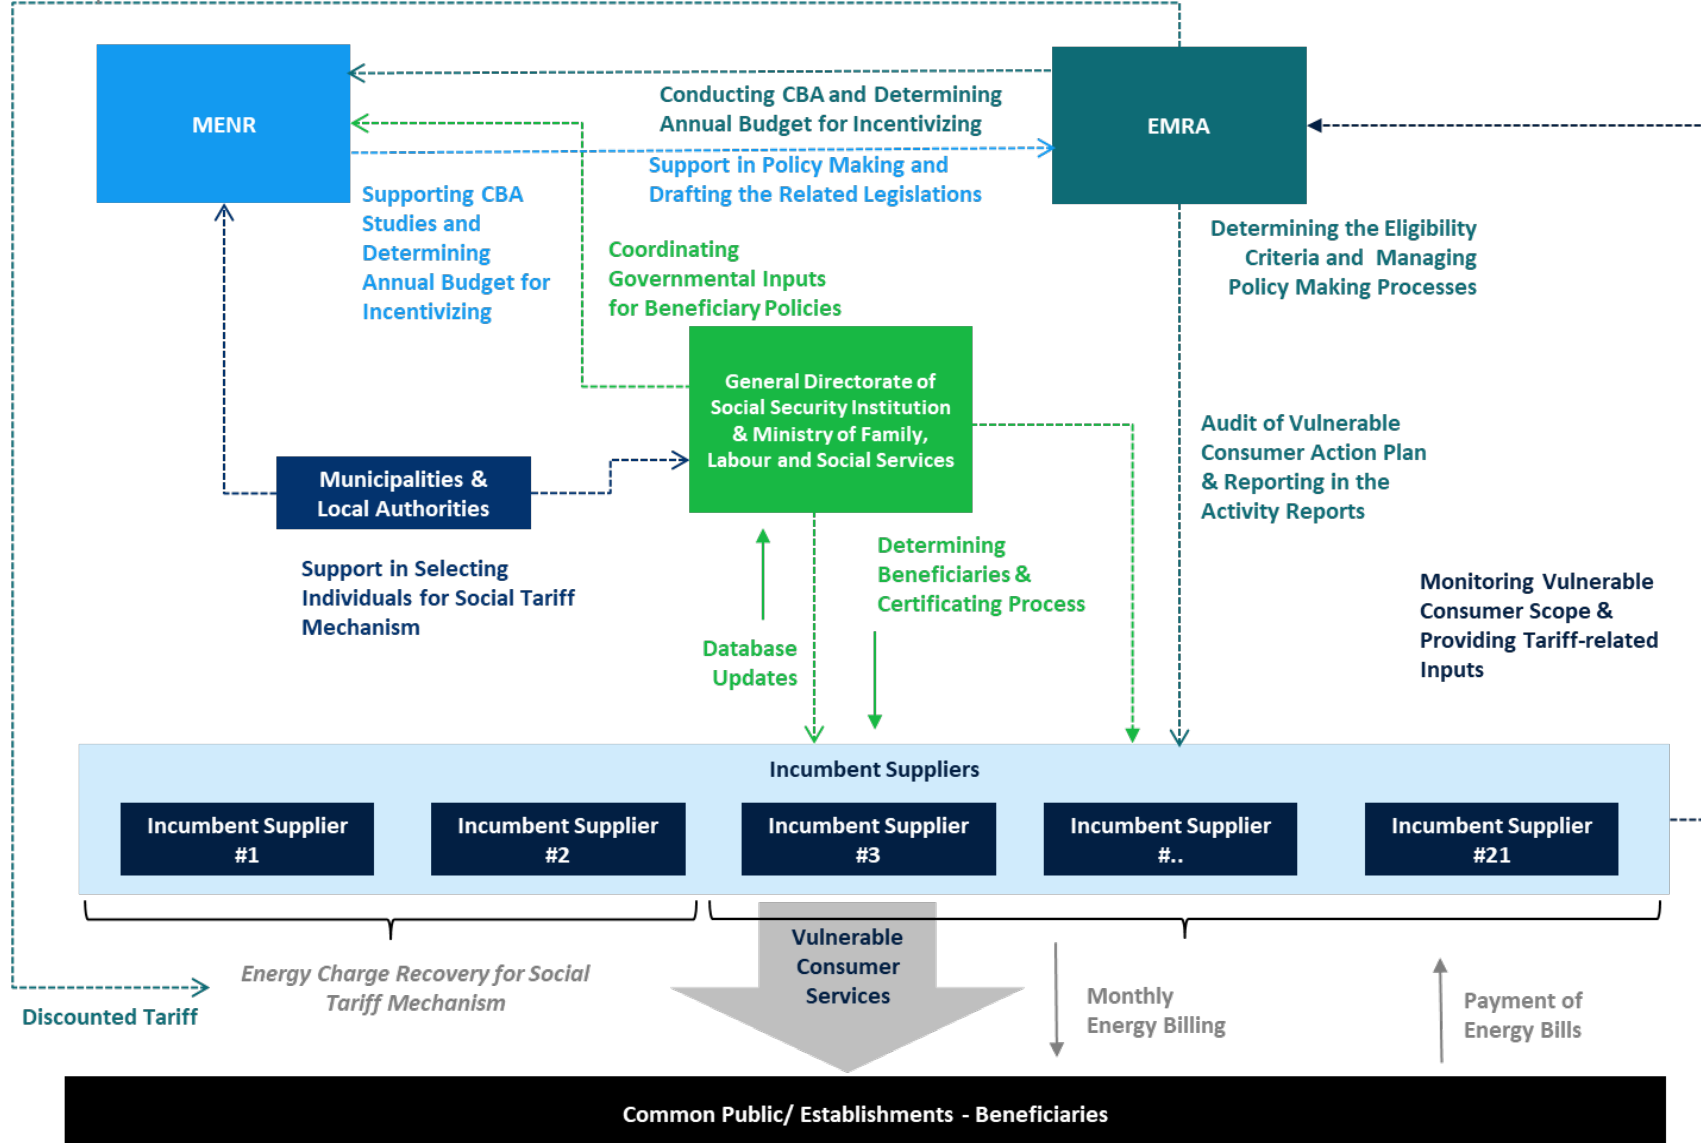 MENR
EMRA
Conducting CBA and Determining
Annual Budget for Incentivizing
Support in Policy Making and
Drafting the Related Legislations
Supporting CBA
Studies and
Determining
Annual Budget for
Incentivizing
Coordinating
Governmental Inputs
for Beneficiary Policies
Determining the Eligibility
Criteria and Managing
Policy Making Processes
General Directorate of
Social Security Institution
& Ministry of Family,
Labour and Social Services
Municipalities &
Local Authorities
Audit of Vulnerable
Consumer Action Plan
& Reporting in the
Activity Reports
Support in Selecting
Individuals for Social Tariff
Mechanism
Determining
Beneficiaries &
Certificating Process
Database
Updates
Monitoring Vulnerable
Consumer Scope &
Providing Tariff-related
Inputs
Incumbent Suppliers
Incumbent Supplier
#1
Incumbent Supplier
#2
Incumbent Supplier
#3
Incumbent Supplier
#..
Incumbent Supplier
#21
Energy Charge Recovery for Social
Tariff Mechanism
Discounted Tariff
Vulnerable
Consumer
Services
Monthly
Energy Billing
Payment of
Energy Bills
Common Public/ Establishments - Beneficiaries